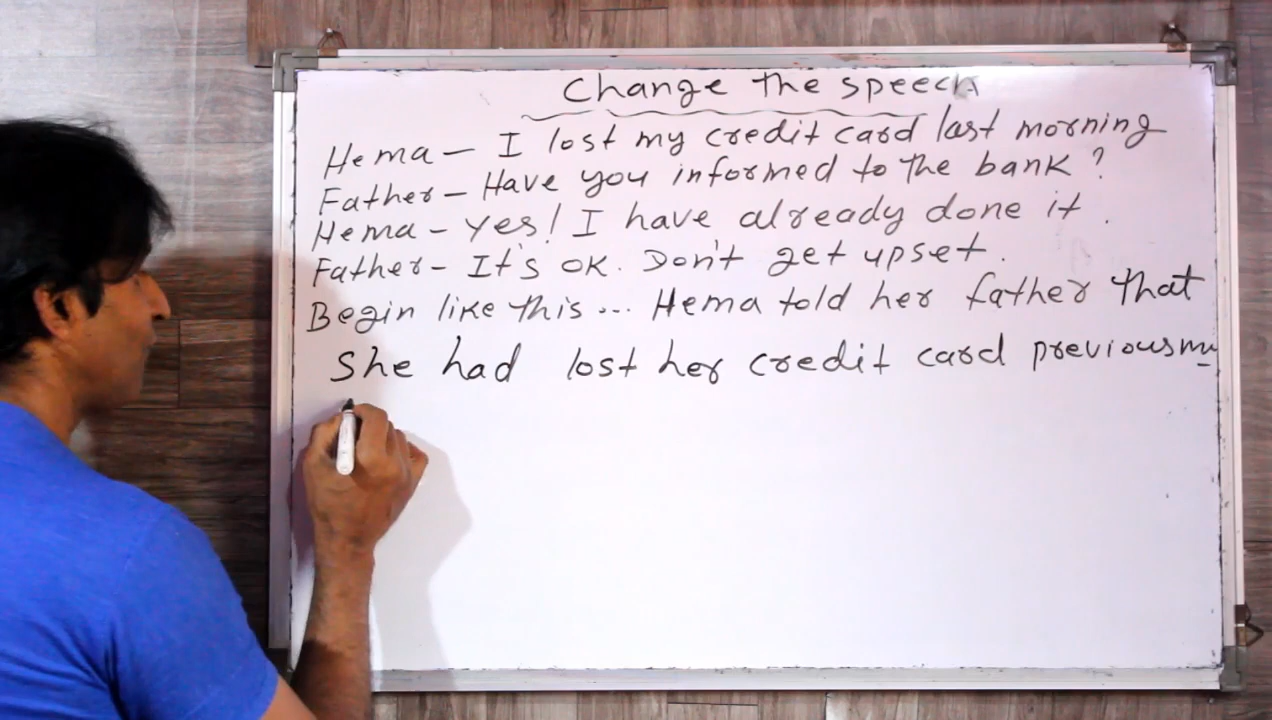 Change the speech
Hema – I lost my credit card last morning
Father – Have you informed to the bank?
Hema – Yes! I have already done it.
Father – It's OK. Don't get upset.
Begin like this... Hema told her father that
She had lost her credit card previous